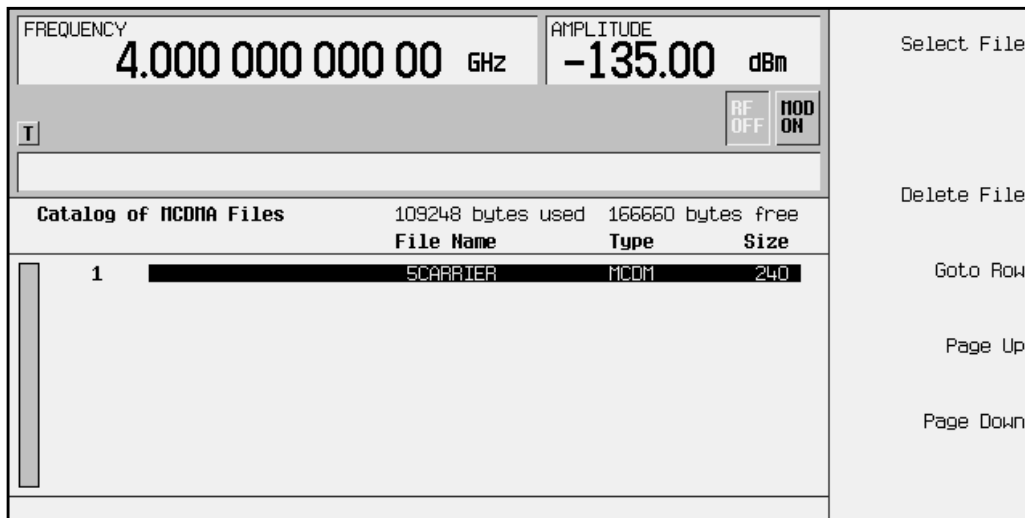 FREQUENCY
4.000 000 000 00 GHz
AMPLITUDE
-135.00 dBm
RF OFF
MOD ON
T
Catalog of MCDMA Files 109248 bytes used 166660 bytes free
File Name Type Size
1 5CARRIER MCDM 240
Select File
Delete File
Goto Row
Page Up
Page Down